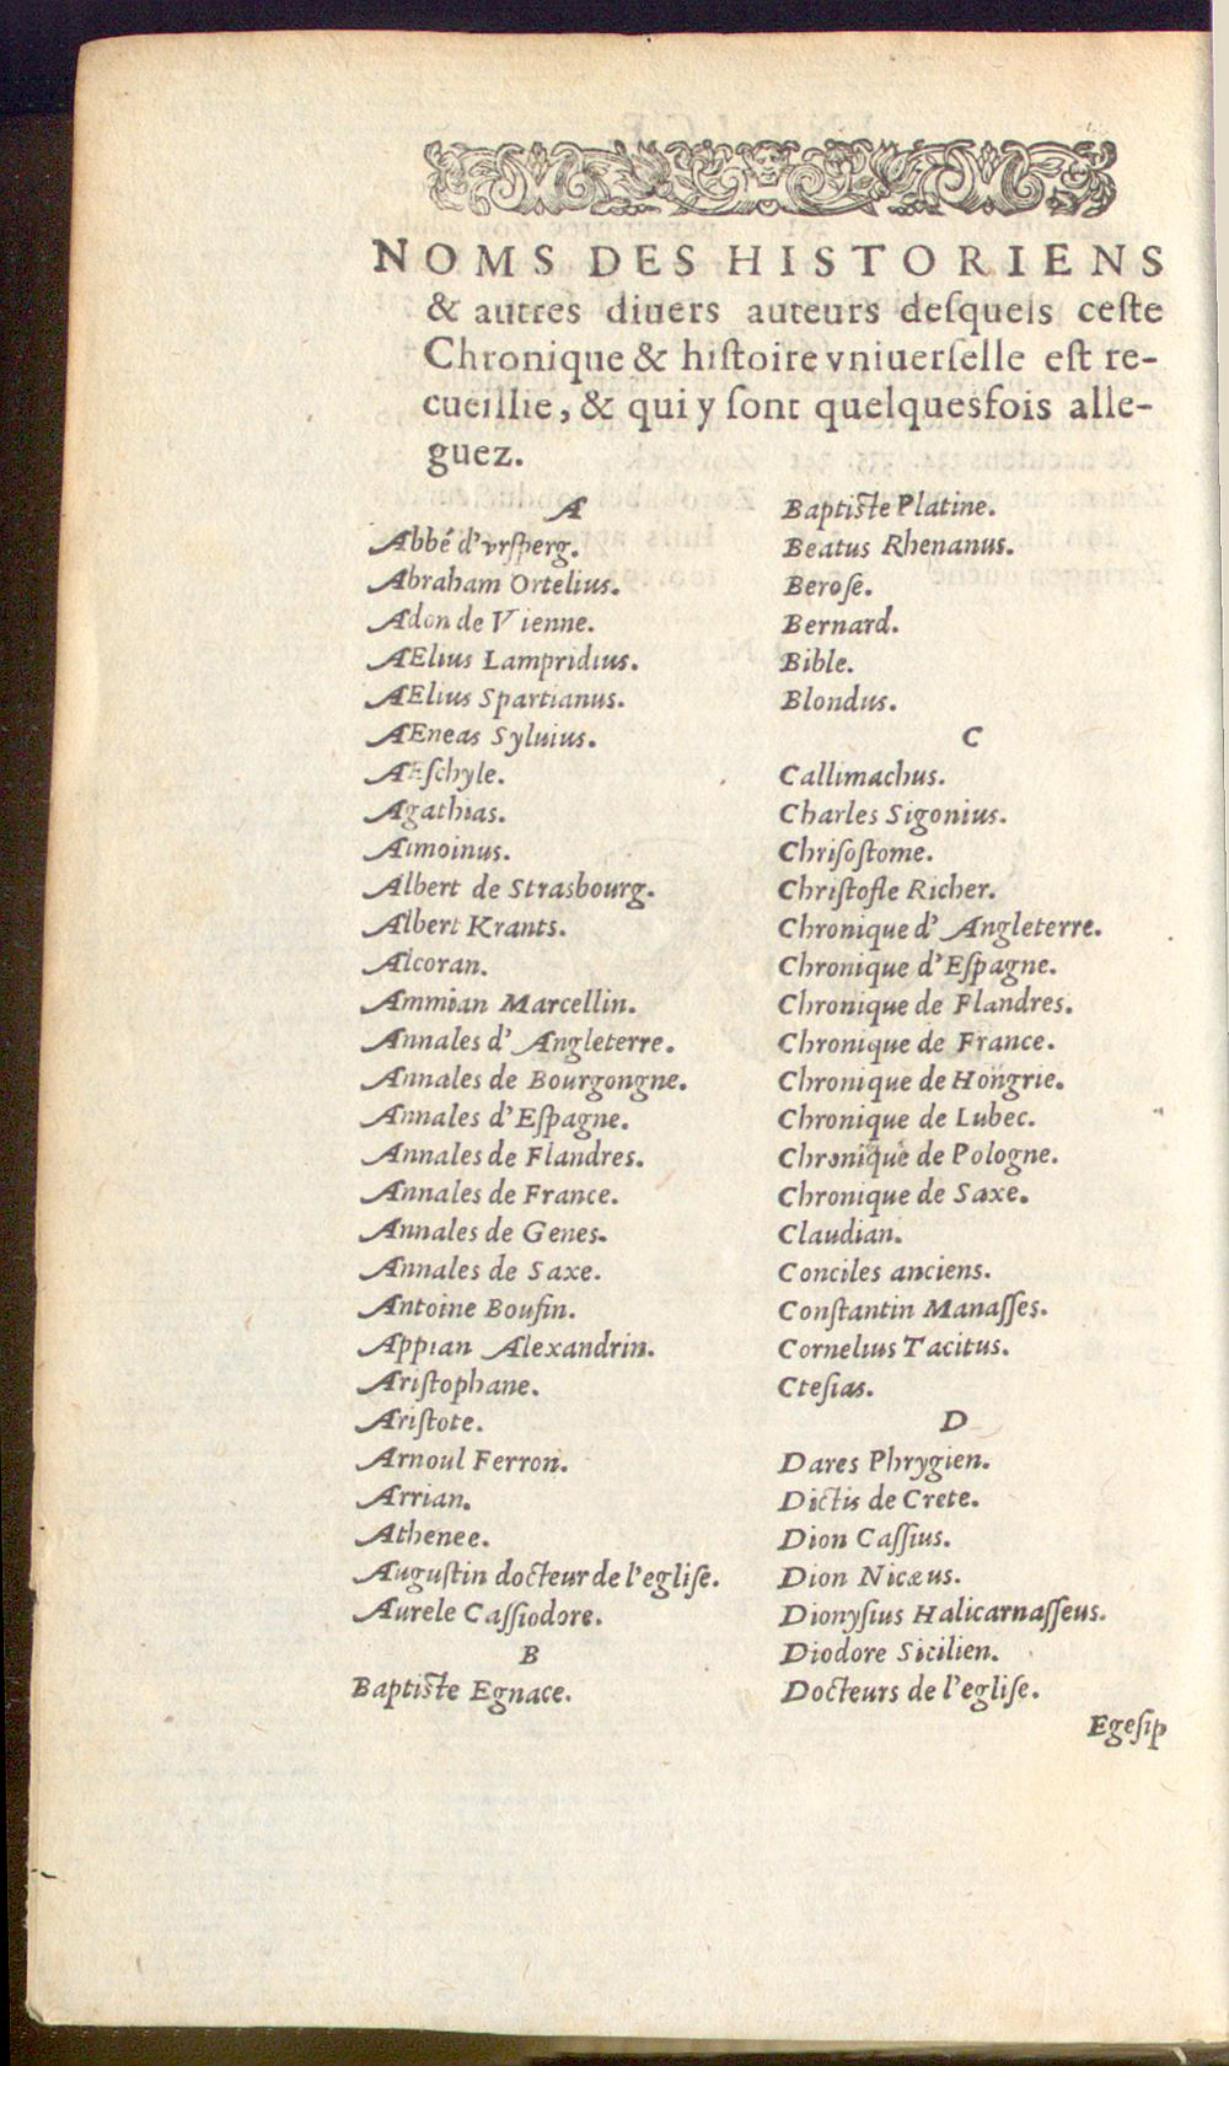 NOMS DES HISTORIENS
& autres diuers auteurs deſquels ceſte
Chronique & hiſtoire vniuerſelle eſt re-
cueillie, & qui y ſont quelquesfois alle-
guez.
A
Abbé d'vrſperg.
Abraham Ortelius.
Adon de Vienne.
AElius Lampridius.
AElius Spartianus.
AEneas Syluius.
AEſchyle.
Agathias.
Aimoinus.
Albert de Strasbourg.
Albert Krants.
Alcoran.
Ammian Marcellin.
Annales d'Angleterre.
Annales de Bourgongne.
Annales d'Eſpagne.
Annales de Flandres.
Annales de France.
Annales de Genes.
Annales de Saxe.
Antoine Bouſin.
Appian Alexandrin.
Ariſtophane.
Ariſtote.
Arnoul Ferron.
Arrian.
Athenee.
Auguſtin docteur de l'egliſe.
Aurele Caſſiodore.
B
Baptiſte Egnace.
Baptiſte Platine.
Beatus Rhenanus.
Beroſe.
Bernard.
Bible.
Blondus.
C
Callimachus.
Charles Sigonius.
Chriſoſtome.
Chriſtofle Richer.
Chronique d'Angleterre.
Chronique d'Eſpagne.
Chronique de Flandres.
Chronique de France.
Chronique de Hongrie.
Chronique de Lubec.
Chronique de Pologne.
Chronique de Saxe.
Claudian.
Conciles anciens.
Conſtantin Manaſſes.
Cornelius Tacitus.
Cteſias.
D
Dares Phrygien.
Dictis de Crete.
Dion Caſſius.
Dion Nicæus.
Dionyſius Halicarnaſſeus.
Diodore Sicilien.
Docteurs de l'egliſe.
Egeſip